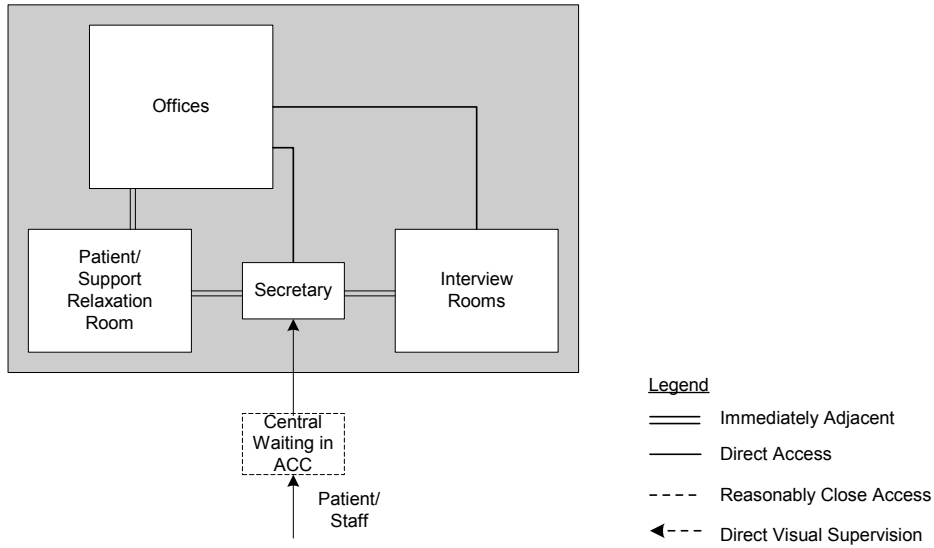 Offices
Patient/
Support
Relaxation
Room
Secretary
Interview
Rooms
Central
Waiting in
ACC
Patient/
Staff
Legend
Immediately Adjacent
Direct Access
Reasonably Close Access
Direct Visual Supervision